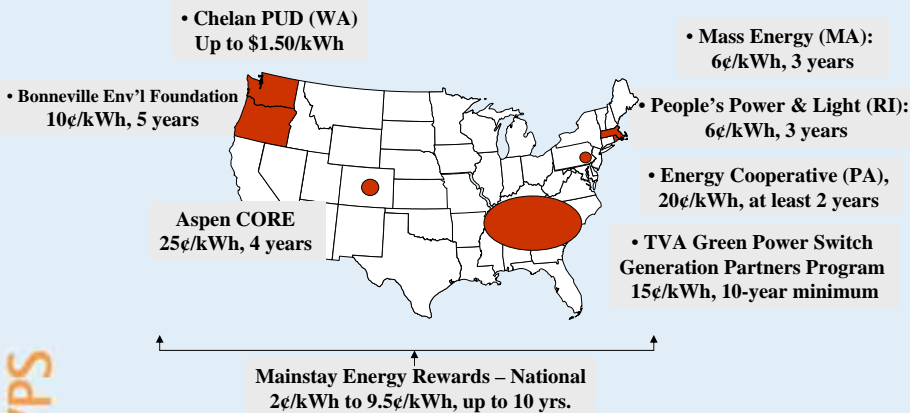 • Chelan PUD (WA)
Up to $1.50/kWh
• Mass Energy (MA):
6¢/kWh, 3 years
• Bonneville Env'l Foundation
10¢/kWh, 5 years
• People's Power & Light (RI):
6¢/kWh, 3 years
• Energy Cooperative (PA),
20¢/kWh, at least 2 years
Aspen CORE
25¢/kWh, 4 years
• TVA Green Power Switch
Generation Partners Program
15¢/kWh, 10-year minimum
Mainstay Energy Rewards – National
2¢/kWh to 9.5¢/kWh, up to 10 yrs.